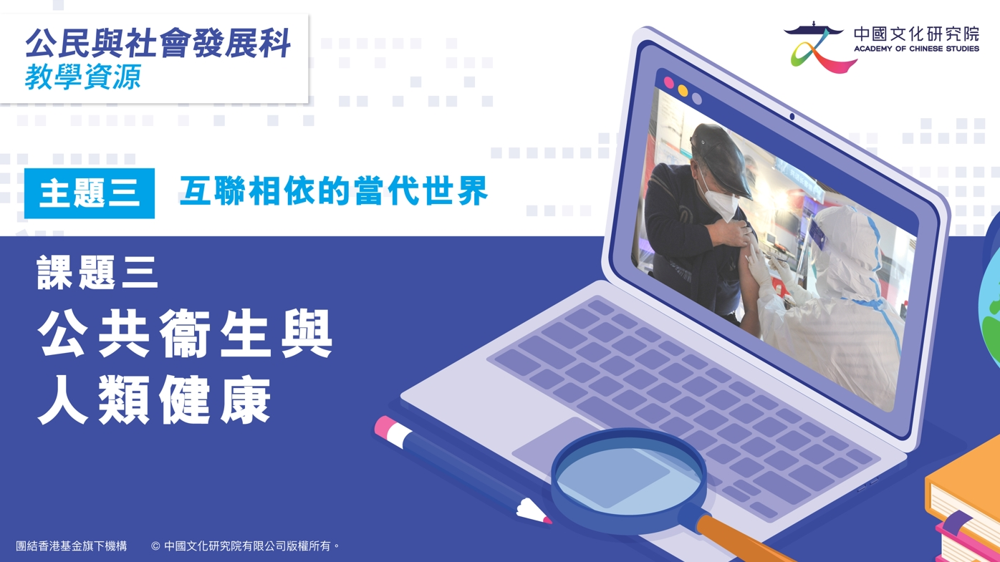 公民與社會發展科
教學資源
中國文化研究院
ACADEMY OF CHINESE STUDIES
主題三 互聯相依的當代世界
課題三
公共衞生與
人類健康
團結香港基金旗下機構 © 中國文化研究院有限公司版權所有。